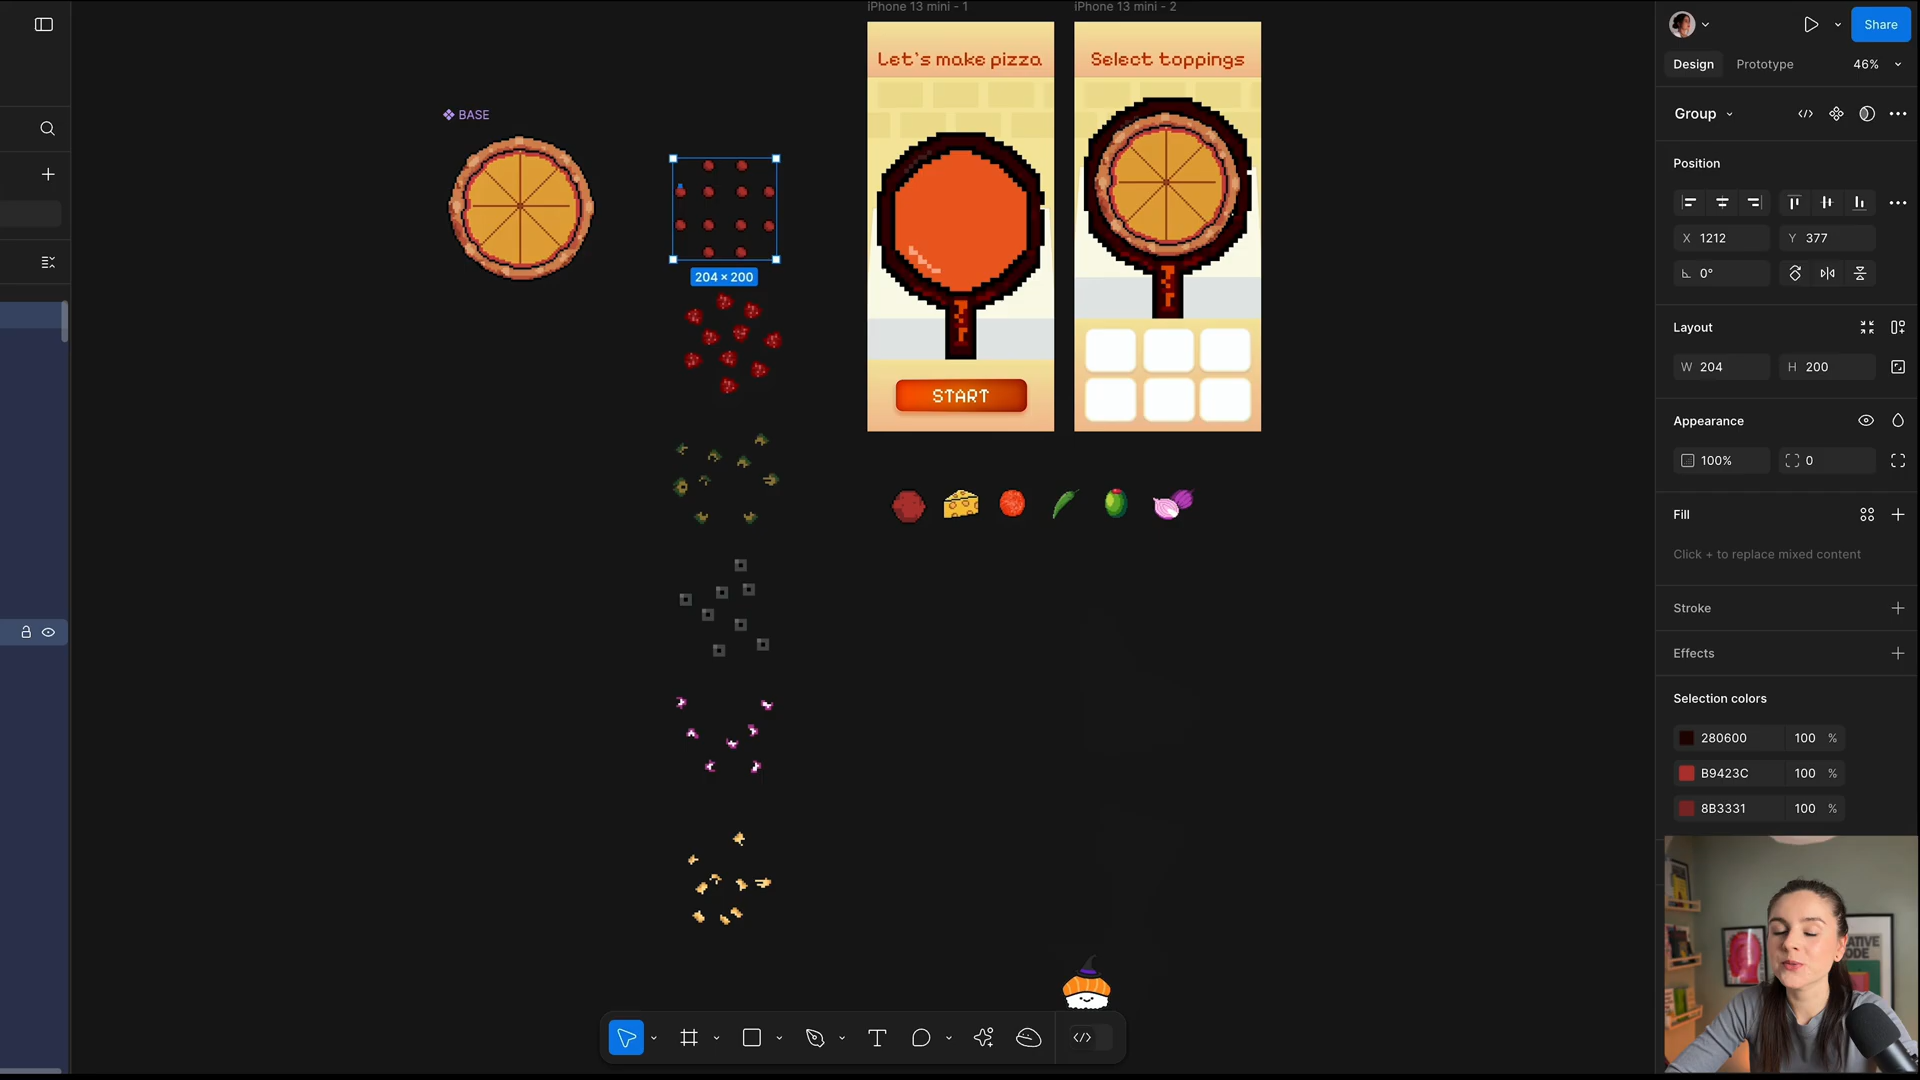 iPhone 13 mini - 1
iPhone 13 mini - 2
Share
Let's make pizza
Select toppings
Design
Prototype
46%
BASE
Group
Position
X 1212
Y 377
204 × 200
0°
Layout
W 204
H 200
START
Appearance
100%
0
Fill
Click + to replace mixed content
Stroke
Effects
Selection colors
280600 100 %
B9423C 100 %
8B3331 100 %
CODE